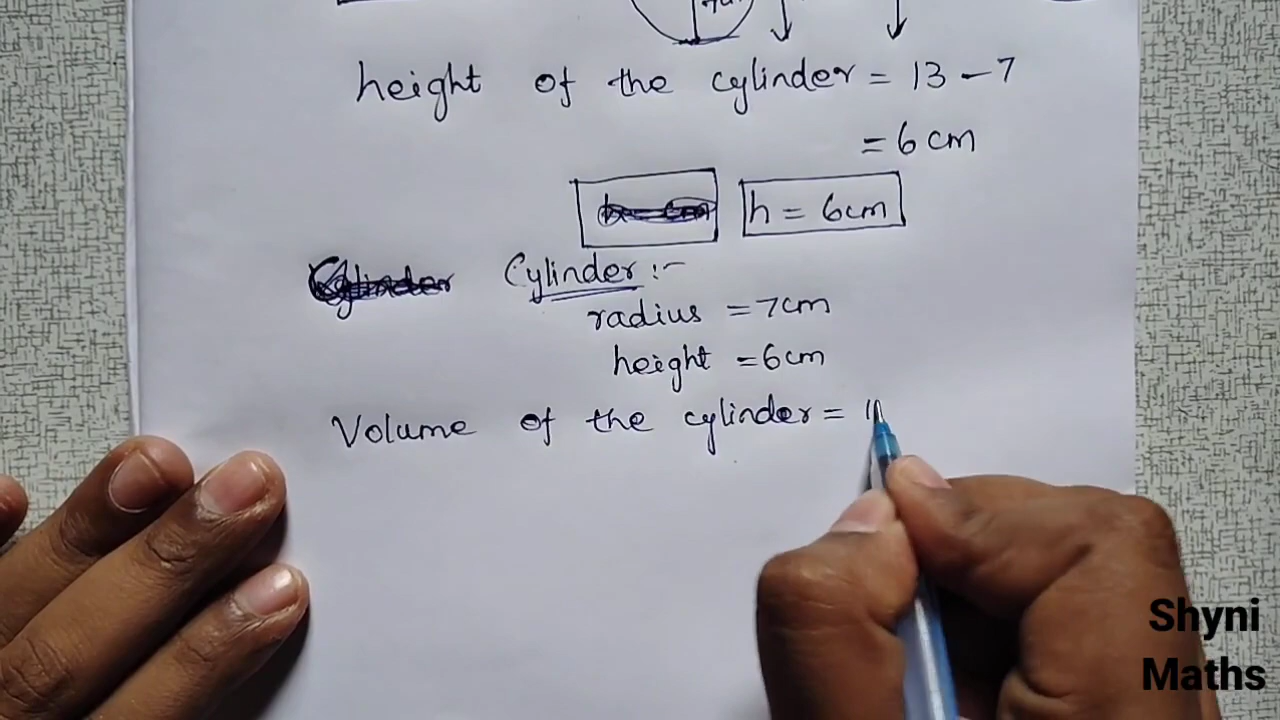 height of the cylinder = 13 - 7
= 6 cm
h = 6cm
Cylinder :-
radius = 7cm
height = 6cm
Volume of the cylinder =
Shyni
Maths